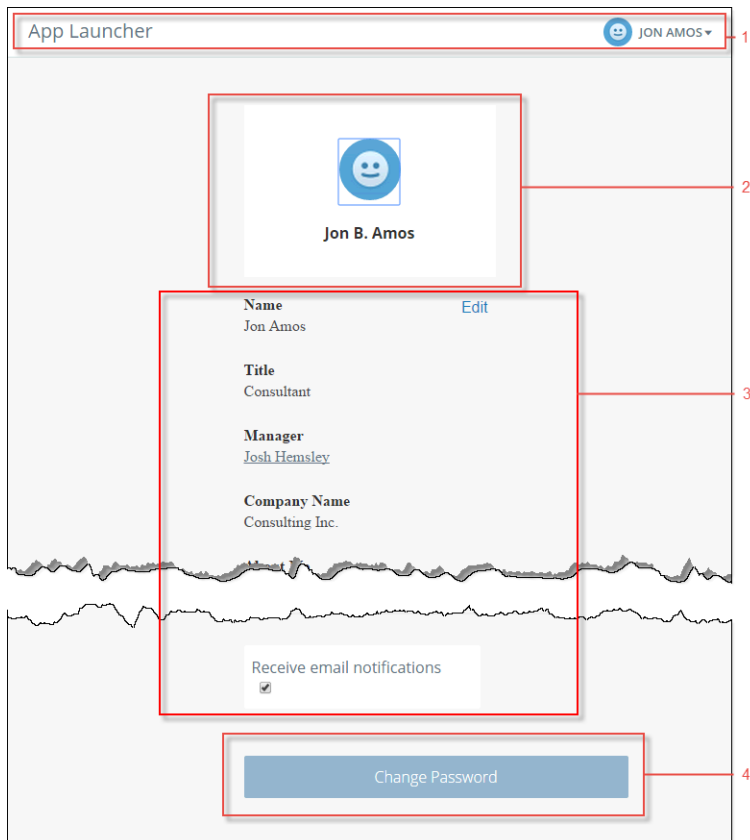 App Launcher
JON AMOS
1
2
Jon B. Amos
Name
Edit
Jon Amos
Title
Consultant
3
Manager
Josh Hemsley
Company Name
Consulting Inc.
Receive email notifications
Change Password
4